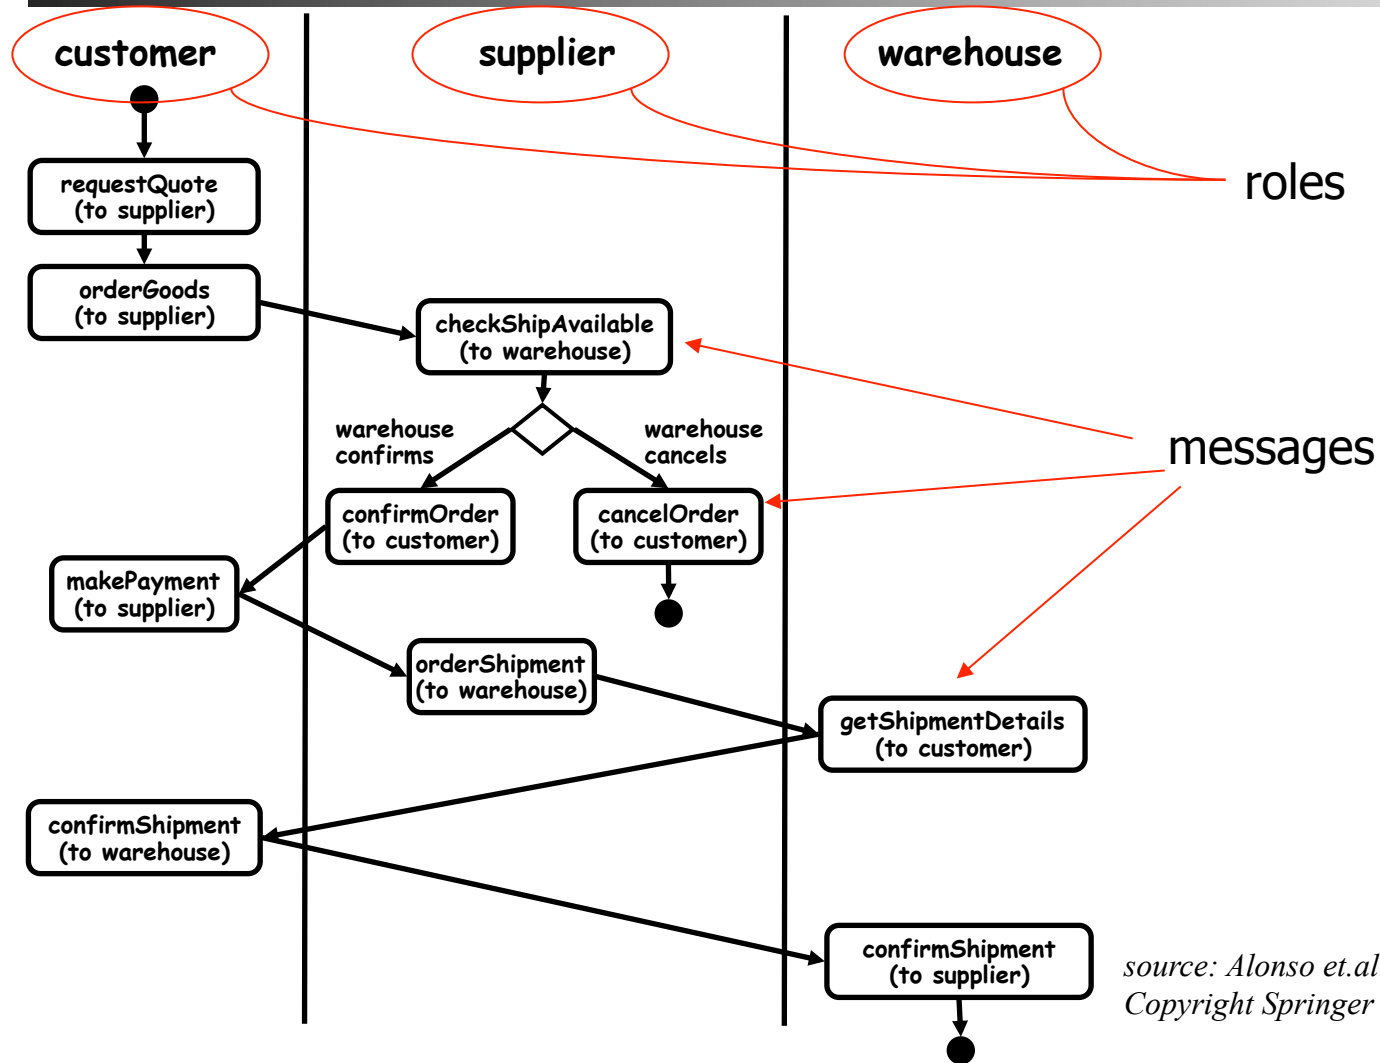 customer
supplier
warehouse
requestQuote
(to supplier)
roles
orderGoods
(to supplier)
checkShipAvailable
(to warehouse)
warehouse
confirms
warehouse
cancels
messages
confirmOrder
(to customer)
cancelOrder
(to customer)
makePayment
(to supplier)
orderShipment
(to warehouse)
getShipmentDetails
(to customer)
confirmShipment
(to warehouse)
confirmShipment
(to supplier)
source: Alonso et.al
Copyright Springer